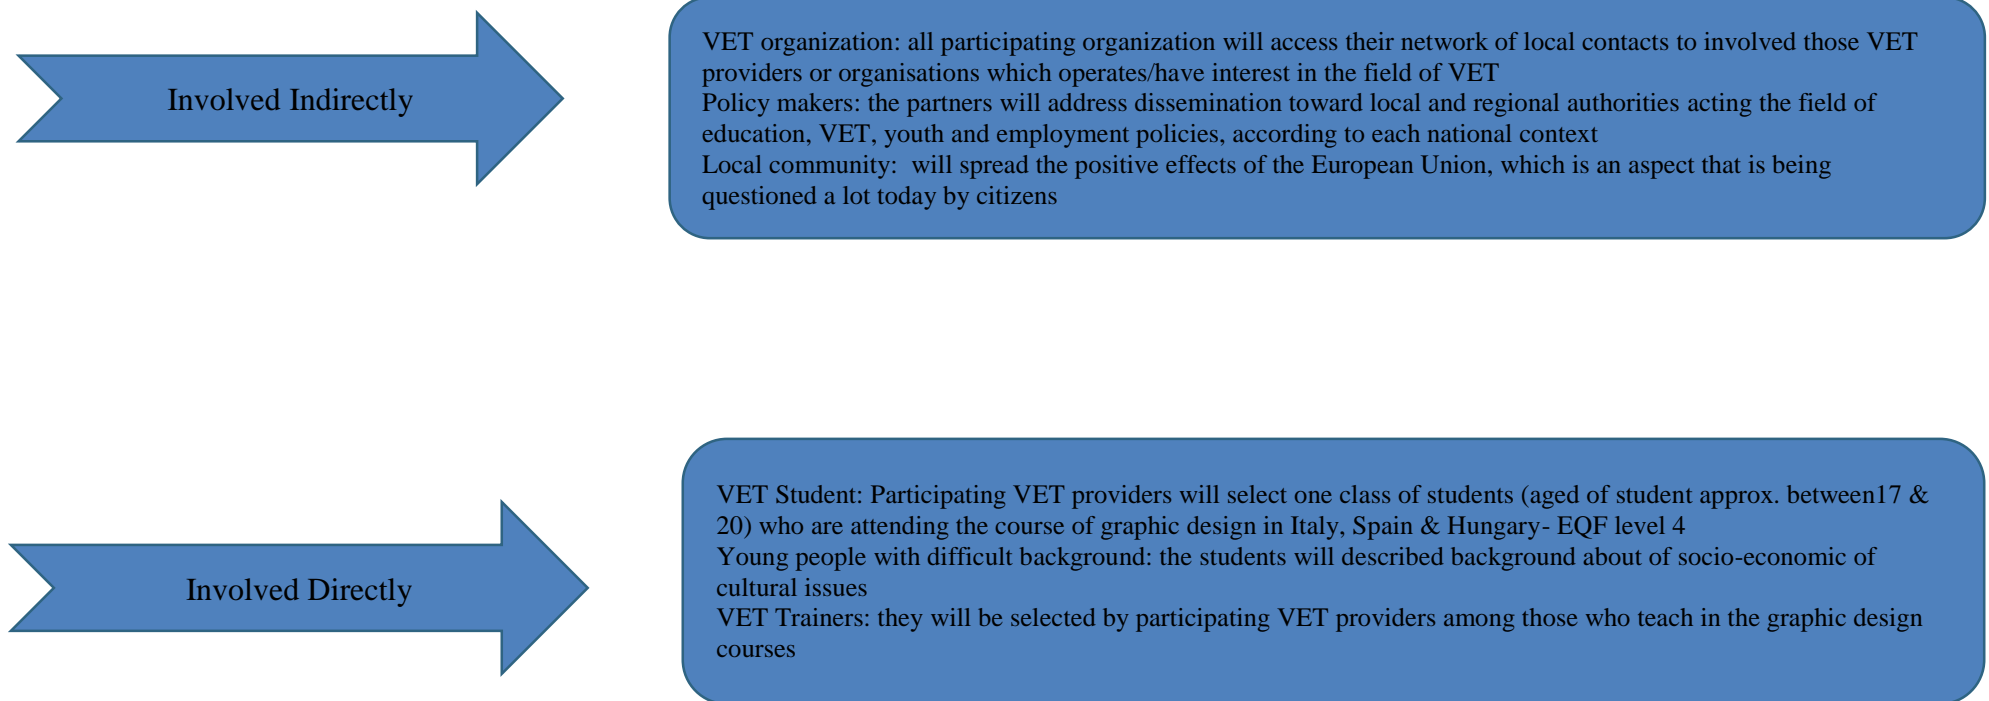 Involved Indirectly
VET organization: all participating organization will access their network of local contacts to involved those VET
providers or organisations which operates/have interest in the field of VET
Policy makers: the partners will address dissemination toward local and regional authorities acting the field of
education, VET, youth and employment policies, according to each national context
Local community:  will spread the positive effects of the European Union, which is an aspect that is being
questioned a lot today by citizens
Involved Directly
VET Student: Participating VET providers will select one class of students (aged of student approx. between17 &
20) who are attending the course of graphic design in Italy, Spain & Hungary- EQF level 4
Young people with difficult background: the students will described background about of socio-economic of
cultural issues
VET Trainers: they will be selected by participating VET providers among those who teach in the graphic design
courses